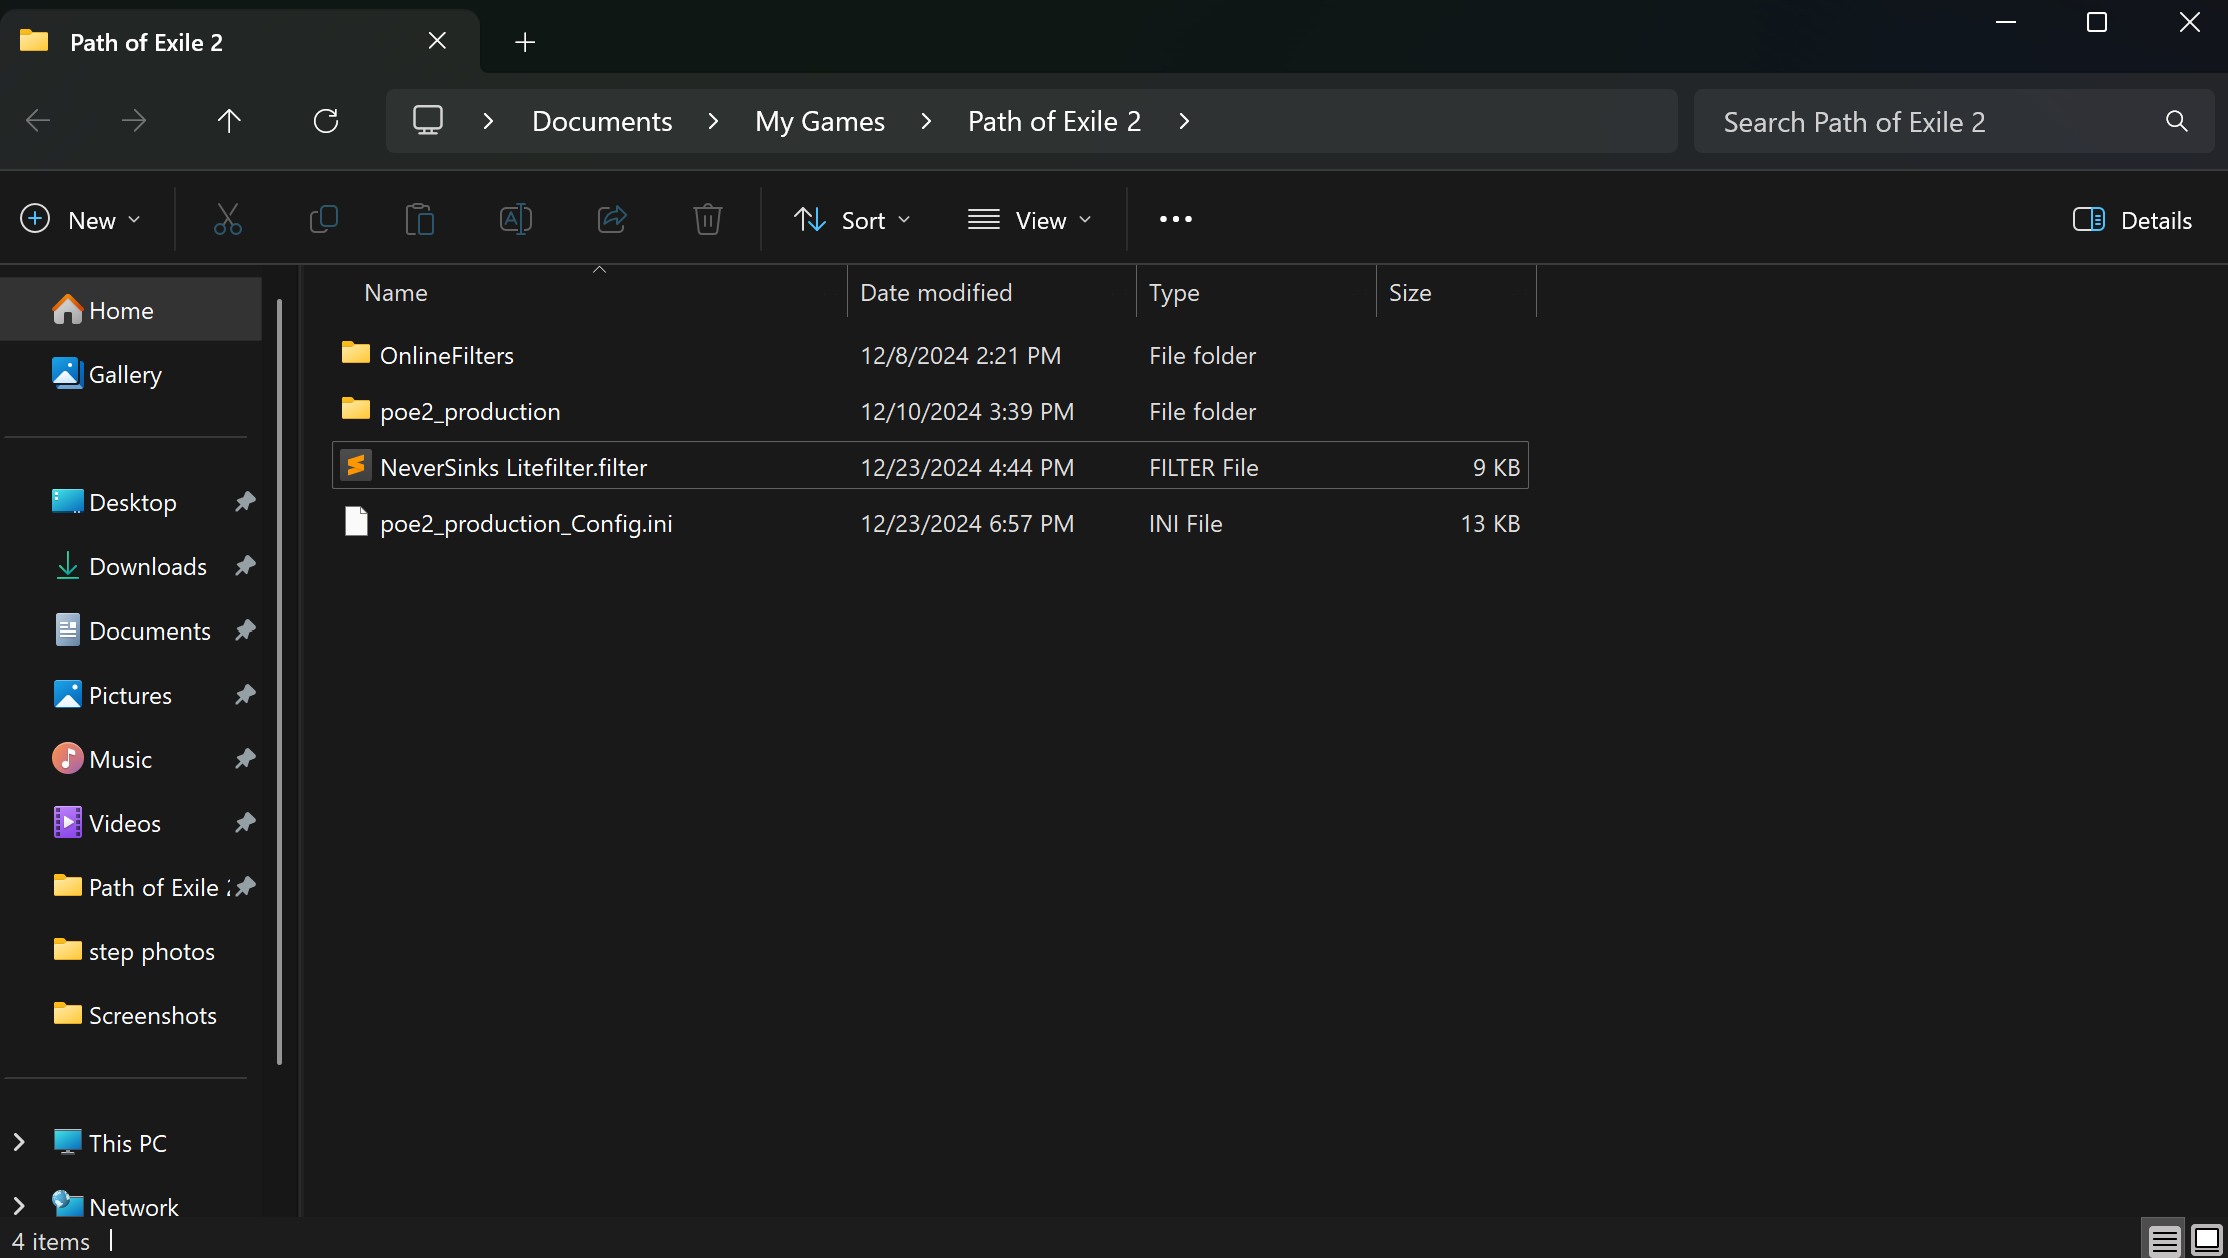 Path of Exile 2
Documents > My Games > Path of Exile 2 >
Search Path of Exile 2
New
Sort
View
Details
Name Date modified Type Size
OnlineFilters 12/8/2024 2:21 PM File folder
poe2_production 12/10/2024 3:39 PM File folder
NeverSinks Litefilter.filter 12/23/2024 4:44 PM FILTER File 9 KB
poe2_production_Config.ini 12/23/2024 6:57 PM INI File 13 KB
Home
Gallery
Desktop
Downloads
Documents
Pictures
Music
Videos
Path of Exile 2
step photos
Screenshots
This PC
Network
4 items